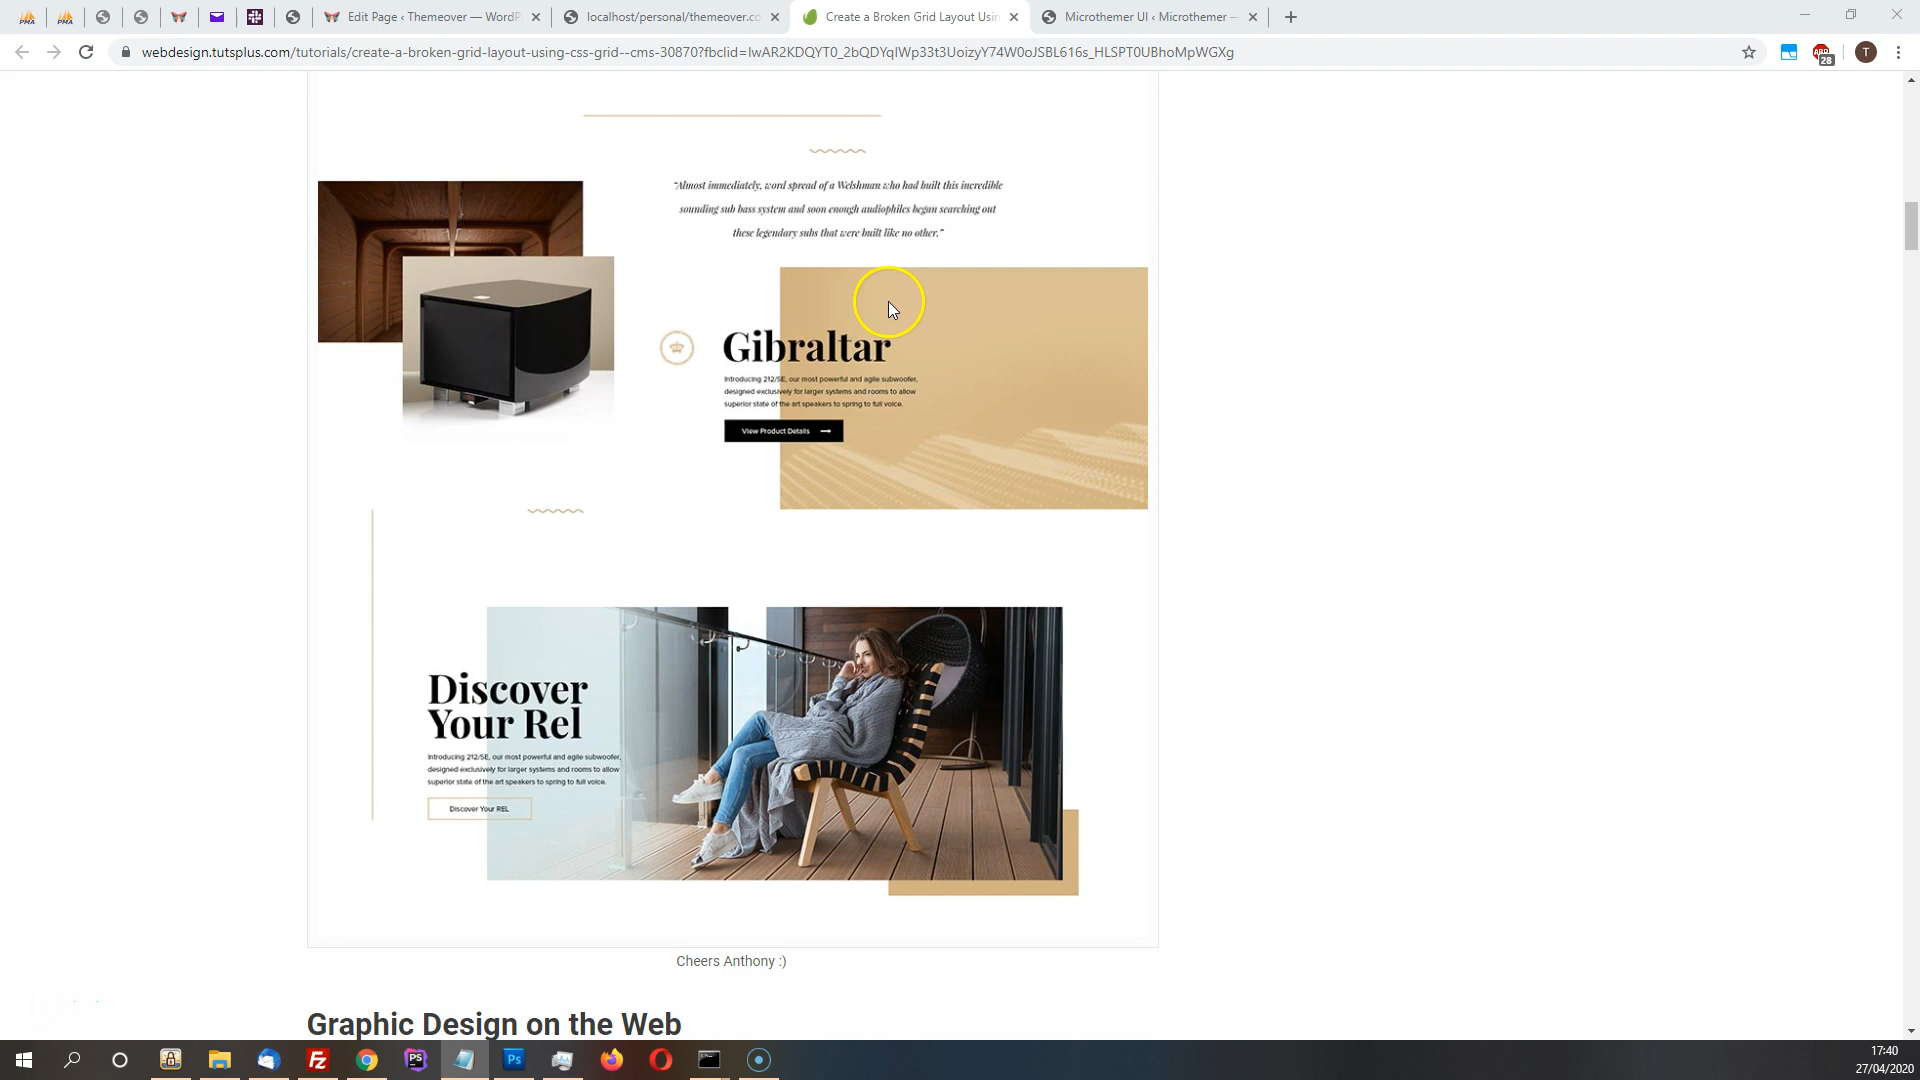 Edit Page ‹ Themeover — WordP
localhost/personal/themeover.co
Create a Broken Grid Layout Usin
Microthemer UI ‹ Microthemer —
webdesign.tutsplus.com/tutorials/create-a-broken-grid-layout-using-css-grid--cms-30870?fbclid=IwAR2KDQYT0_2bQDYqIWp33t3UoizyY74W0oJSBL616s_HLSPT0UBhoMpWGXg
28
T
"Almost immediately, word spread of a Welshman who had built this incredible
sounding sub bass system and soon enough audiophiles began searching out
these legendary subs that were built like no other."
Gibraltar
Introducing 212/SE, our most powerful and agile subwoofer,
designed exclusively for larger systems and rooms to allow
superior state of the art speakers to spring to full voice.
View Product Details
Discover
Your Rel
Introducing 212/SE, our most powerful and agile subwoofer,
designed exclusively for larger systems and rooms to allow
superior state of the art speakers to spring to full voice.
Discover Your REL
Cheers Anthony :)
Graphic Design on the Web
17:40
27/04/2020